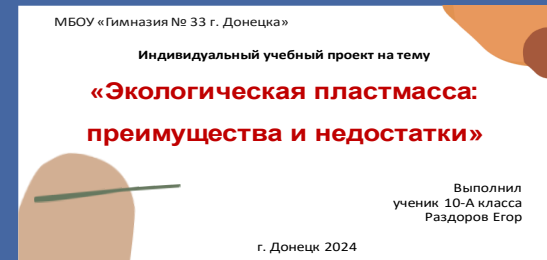 МБОУ «Гимназия № 33 г. Донецка»
Индивидуальный учебный проект на тему
«Экологическая пластмасса:
преимущества и недостатки»
Выполнил
ученик 10-А класса
Раздоров Егор
г. Донецк 2024